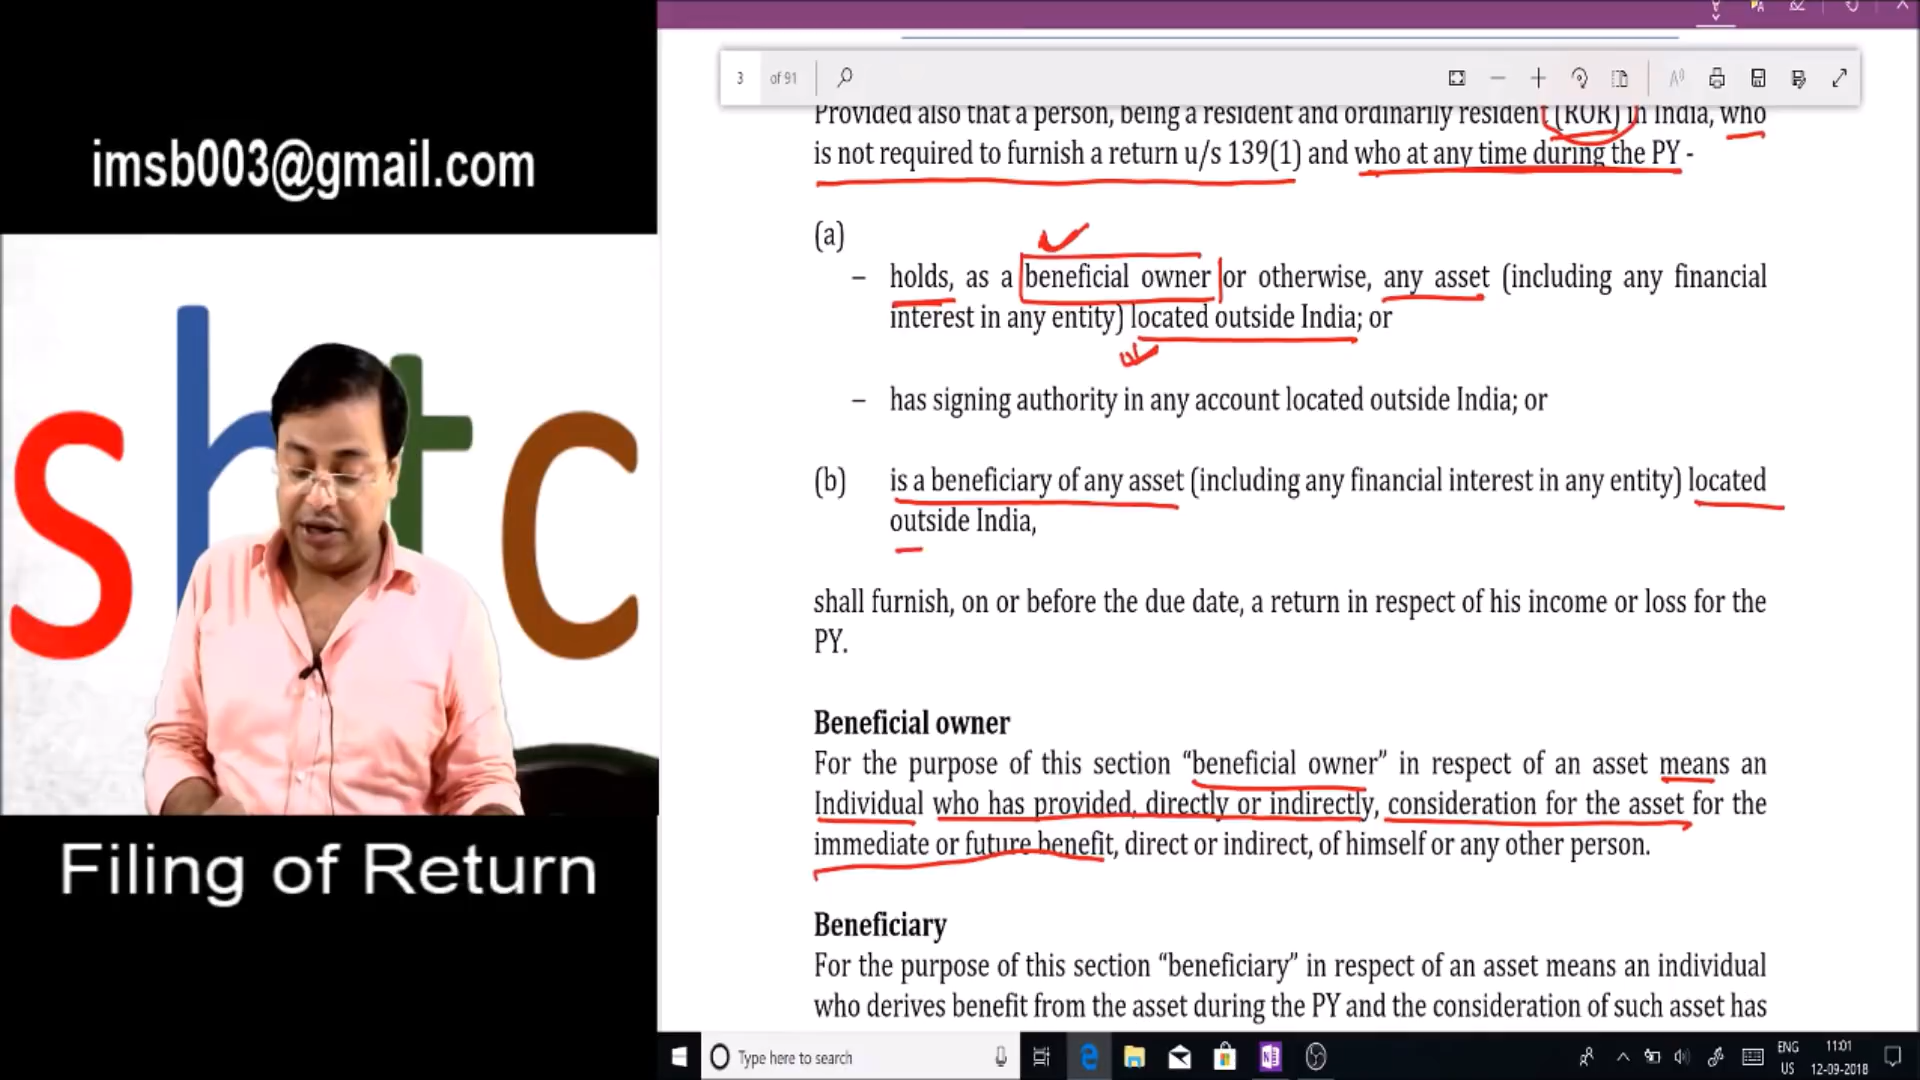 imsb003@gmail.com
shtc
Filing of Return
3 of 91
Provided also that a person, being a resident and ordinarily resident (ROR) in India, who
is not required to furnish a return u/s 139(1) and who at any time during the PY -
(a)
– holds, as a beneficial owner or otherwise, any asset (including any financial
interest in any entity) located outside India; or
– has signing authority in any account located outside India; or
(b) is a beneficiary of any asset (including any financial interest in any entity) located
outside India,
shall furnish, on or before the due date, a return in respect of his income or loss for the
PY.
Beneficial owner
For the purpose of this section “beneficial owner” in respect of an asset means an
Individual who has provided, directly or indirectly, consideration for the asset for the
immediate or future benefit, direct or indirect, of himself or any other person.
Beneficiary
For the purpose of this section “beneficiary” in respect of an asset means an individual
who derives benefit from the asset during the PY and the consideration of such asset has
Type here to search
ENG
US
11:01
12-09-2018